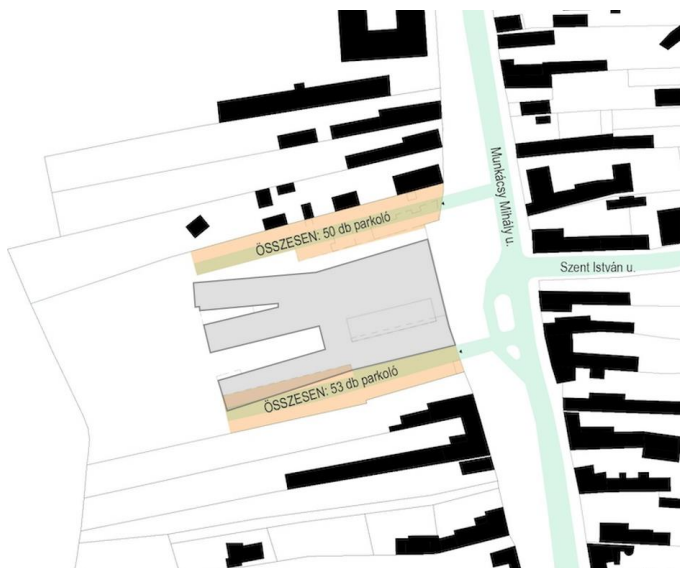 Munkácsy Mihály u.
ÖSSZESEN: 50 db parkoló
Szent István u.
ÖSSZESEN: 53 db parkoló